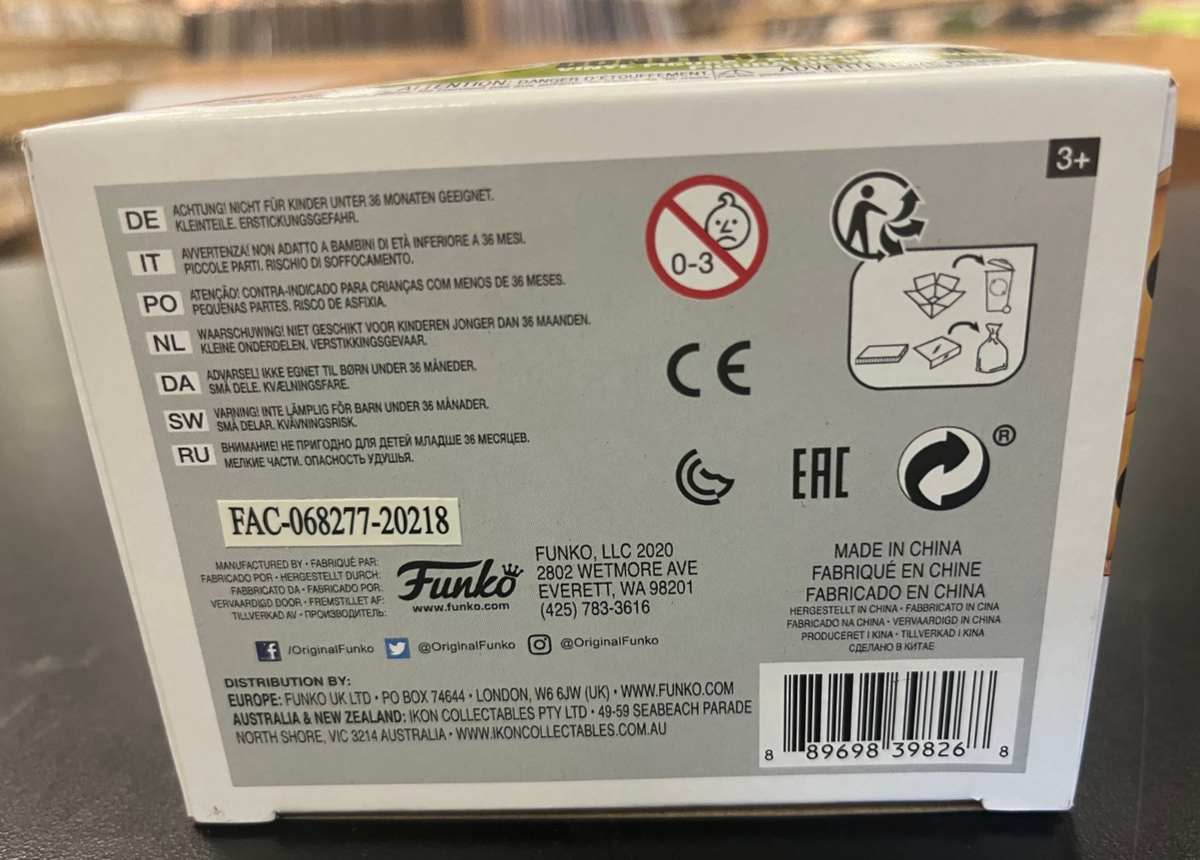 ATTENTION: DANGER D'ÉTOUFFEMENT
3+
DE ACHTUNG! NICHT FÜR KINDER UNTER 36 MONATEN GEEIGNET.
KLEINTEILE. ERSTICKUNGSGEFAHR.
IT AVVERTENZA! NON ADATTO A BAMBINI DI ETÀ INFERIORE A 36 MESI.
PICCOLE PARTI. RISCHIO DI SOFFOCAMENTO.
PO ATENÇÃO! CONTRA-INDICADO PARA CRIANÇAS COM MENOS DE 36 MESES.
PEQUENAS PARTES. RISCO DE ASFIXIA.
NL WAARSCHUWING! NIET GESCHIKT VOOR KINDEREN JONGER DAN 36 MAANDEN.
KLEINE ONDERDELEN. VERSTIKKINGSGEVAAR.
DA ADVARSEL! IKKE EGNET TIL BØRN UNDER 36 MÅNEDER.
SMÅ DELE. KVÆLNINGSFARE.
SW VARNING! INTE LÄMPLIG FÖR BARN UNDER 36 MÅNADER.
SMÅ DELAR. KVÄVNINGSRISK.
RU ВНИМАНИЕ! НЕ ПРИГОДНО ДЛЯ ДЕТЕЙ МЛАДШЕ 36 МЕСЯЦЕВ.
МЕЛКИЕ ЧАСТИ. ОПАСНОСТЬ УДУШЬЯ.
0-3
CE
EAC
®
FAC-068277-20218
MANUFACTURED BY • FABRIQUÉ PAR:
FABRICADO POR • HERGESTELLT DURCH:
FABBRICATO DA • FABRICADO POR:
VERVAARDIGD DOOR • FREMSTILLET AF:
TILLVERKAD AV • ПРОИЗВОДИТЕЛЬ:
Funko
www.funko.com
FUNKO, LLC 2020
2802 WETMORE AVE
EVERETT, WA 98201
(425) 783-3616
/OriginalFunko @OriginalFunko @OriginalFunko
MADE IN CHINA
FABRIQUÉ EN CHINE
FABRICADO EN CHINA
HERGESTELLT IN CHINA • FABBRICATO IN CINA
FABRICADO NA CHINA • VERVAARDIGD IN CHINA
PRODUCERET I KINA • TILLVERKAD I KINA
СДЕЛАНО В КИТАЕ
DISTRIBUTION BY:
EUROPE: FUNKO UK LTD • PO BOX 74644 • LONDON, W6 6JW (UK) • WWW.FUNKO.COM
AUSTRALIA & NEW ZEALAND: IKON COLLECTABLES PTY LTD • 49-59 SEABEACH PARADE
NORTH SHORE, VIC 3214 AUSTRALIA • WWW.IKONCOLLECTABLES.COM.AU
8 89698 39826 8